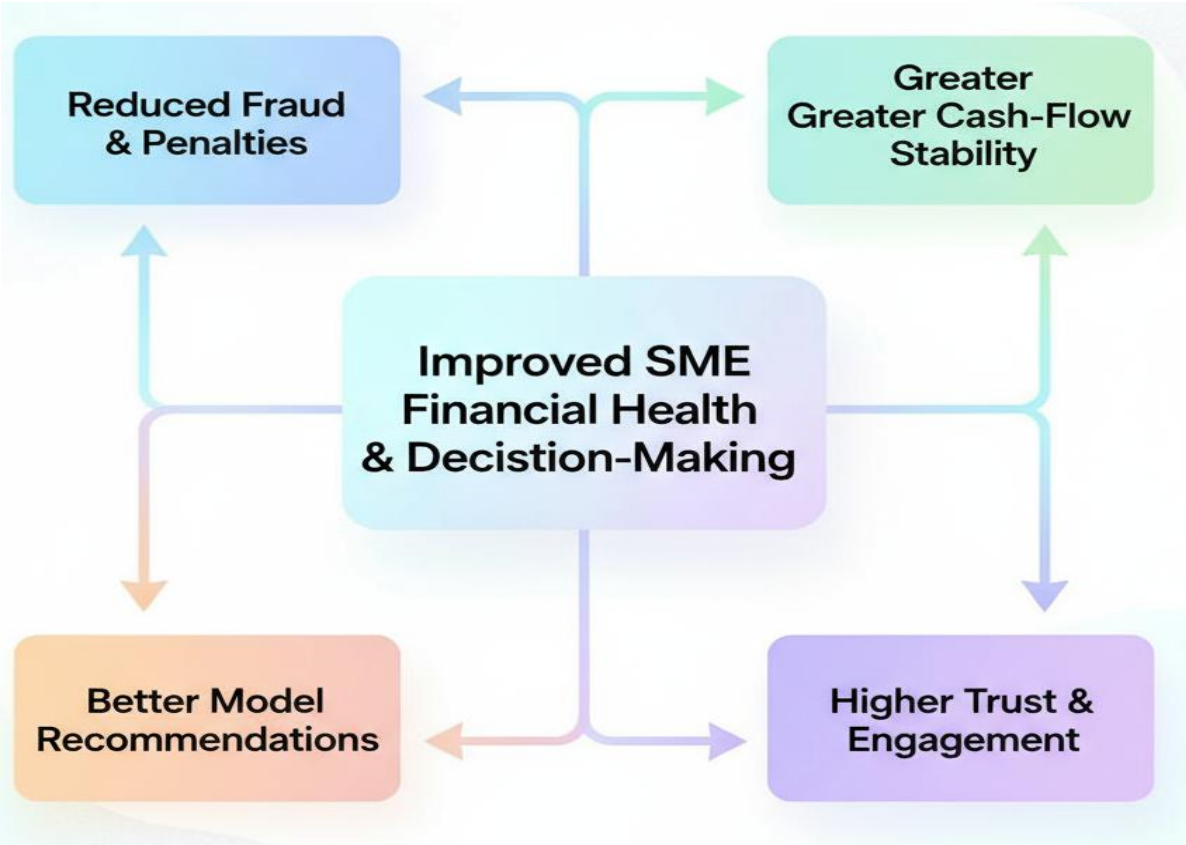 Reduced Fraud
& Penalties
Greater
Greater Cash-Flow
Stability
Improved SME
Financial Health
& Decistion-Making
Better Model
Recommendations
Higher Trust &
Engagement